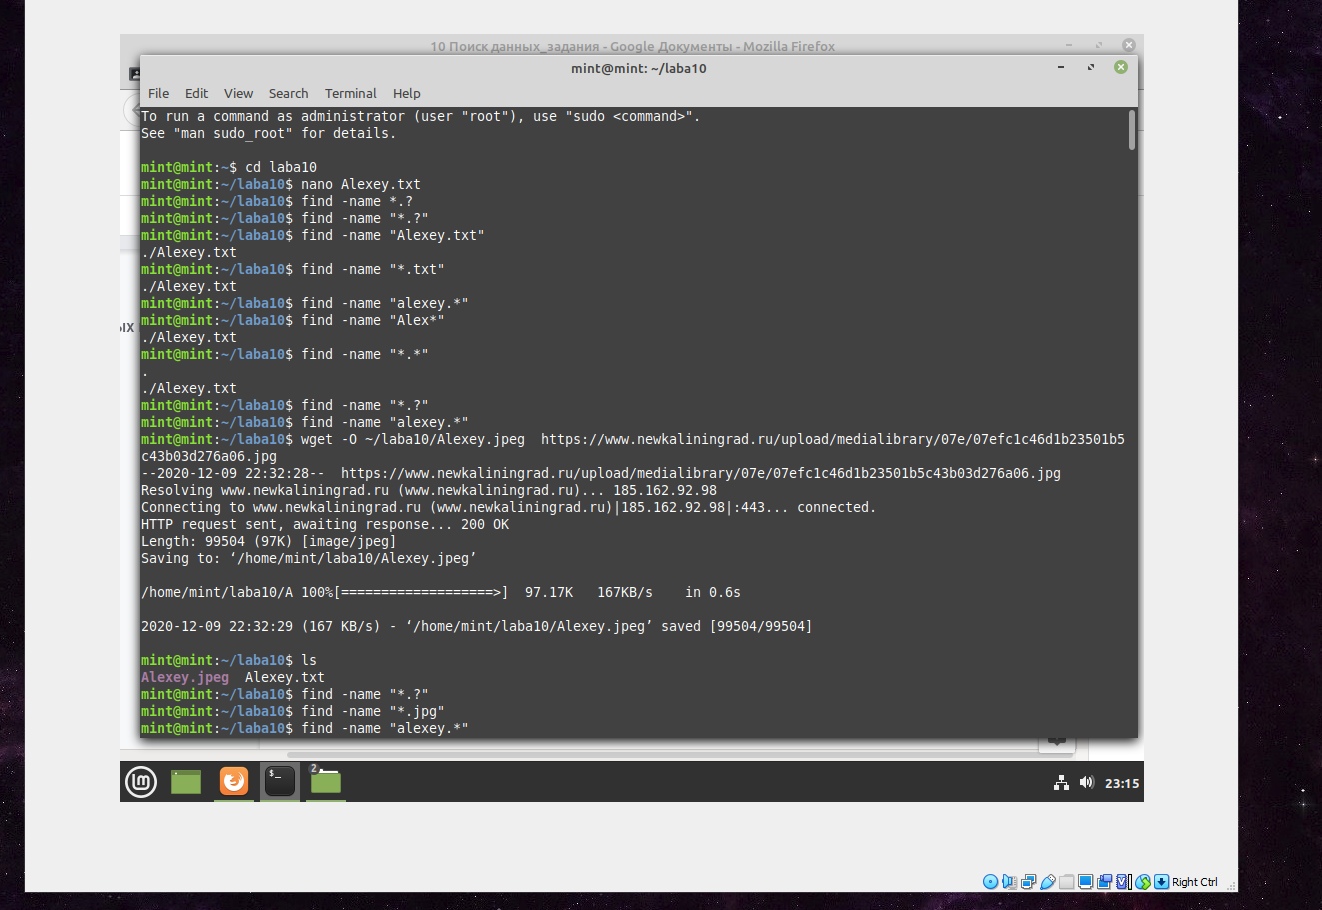 10 Поиск данных_задания - Google Документы - Mozilla Firefox
mint@mint: ~/laba10
File Edit View Search Terminal Help
To run a command as administrator (user "root"), use "sudo <command>".
See "man sudo_root" for details.
mint@mint:~$ cd laba10
mint@mint:~/laba10$ nano Alexey.txt
mint@mint:~/laba10$ find -name *.?
mint@mint:~/laba10$ find -name "*.?"
mint@mint:~/laba10$ find -name "Alexey.txt"
./Alexey.txt
mint@mint:~/laba10$ find -name "*.txt"
./Alexey.txt
mint@mint:~/laba10$ find -name "alexey.*"
mint@mint:~/laba10$ find -name "Alex*"
./Alexey.txt
mint@mint:~/laba10$ find -name "*.*"
.
./Alexey.txt
mint@mint:~/laba10$ find -name "*.?"
mint@mint:~/laba10$ find -name "alexey.*"
mint@mint:~/laba10$ wget -O ~/laba10/Alexey.jpeg  https://www.newkaliningrad.ru/upload/medialibrary/07e/07efc1c46d1b23501b5
c43b03d276a06.jpg
--2020-12-09 22:32:28--  https://www.newkaliningrad.ru/upload/medialibrary/07e/07efc1c46d1b23501b5c43b03d276a06.jpg
Resolving www.newkaliningrad.ru (www.newkaliningrad.ru)... 185.162.92.98
Connecting to www.newkaliningrad.ru (www.newkaliningrad.ru)|185.162.92.98|:443... connected.
HTTP request sent, awaiting response... 200 OK
Length: 99504 (97K) [image/jpeg]
Saving to: ‘/home/mint/laba10/Alexey.jpeg’
/home/mint/laba10/A 100%[===================>]  97.17K   167KB/s    in 0.6s
2020-12-09 22:32:29 (167 KB/s) - ‘/home/mint/laba10/Alexey.jpeg’ saved [99504/99504]
mint@mint:~/laba10$ ls
Alexey.jpeg  Alexey.txt
mint@mint:~/laba10$ find -name "*.?"
mint@mint:~/laba10$ find -name "*.jpg"
mint@mint:~/laba10$ find -name "alexey.*"
ых
lm
$_
2
23:15
Right Ctrl